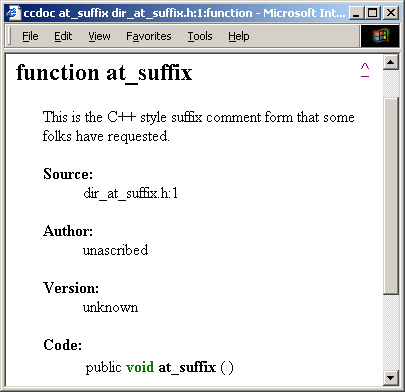 ccdoc at_suffix dir_at_suffix.h:1:function - Microsoft Int...
File Edit View Favorites Tools Help
function at_suffix ^
This is the C++ style suffix comment form that some
folks have requested.
Source:
dir_at_suffix.h:1
Author:
unascribed
Version:
unknown
Code:
public void at_suffix ( )